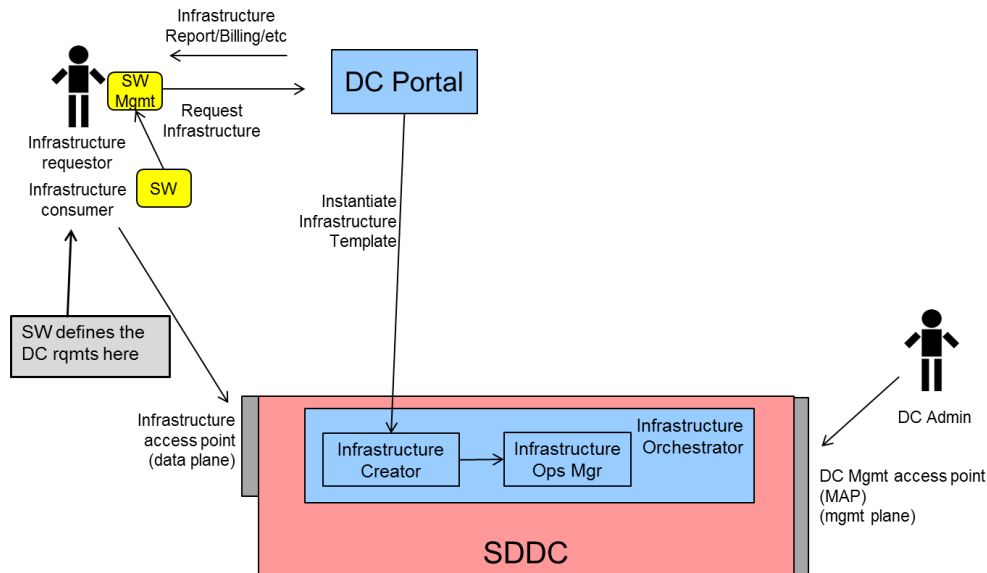 Infrastructure
Report/Billing/etc
DC Portal
SW
Mgmt
Request
Infrastructure
Infrastructure
requestor
SW
Infrastructure
consumer
Instantiate
Infrastructure
Template
SW defines the
DC rqmts here
DC Admin
Infrastructure
access point
(data plane)
Infrastructure
Orchestrator
Infrastructure
Creator
Infrastructure
Ops Mgr
DC Mgmt access point
(MAP)
(mgmt plane)
SDDC